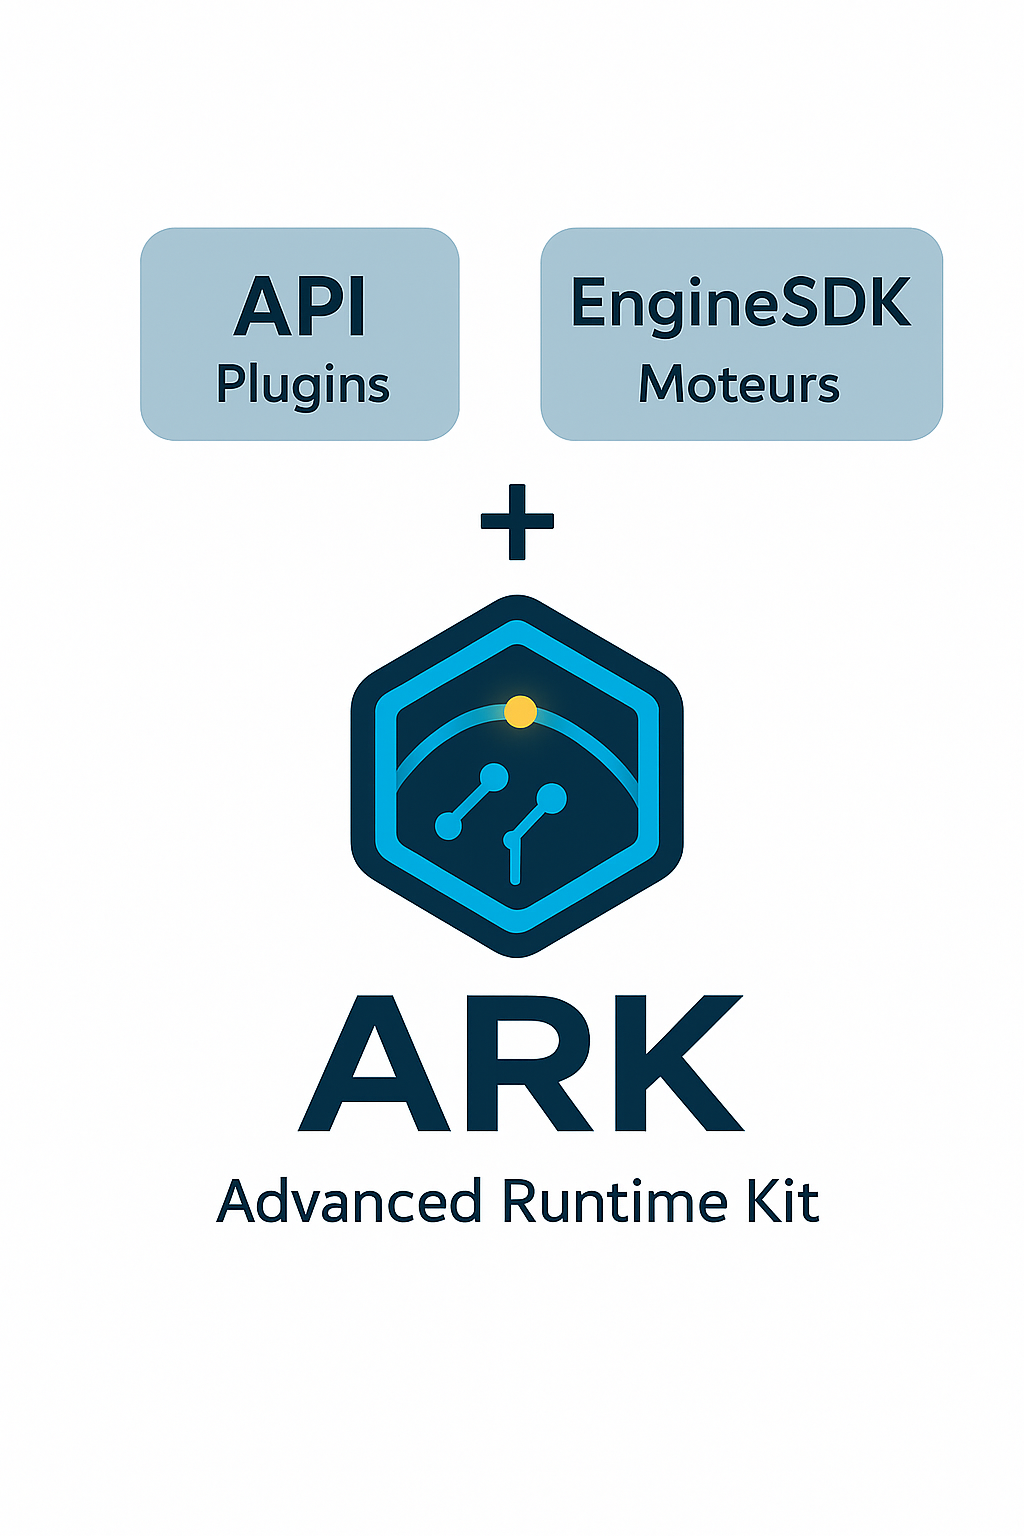 API
Plugins
EngineSDK
Moteurs
+
ARK
Advanced Runtime Kit